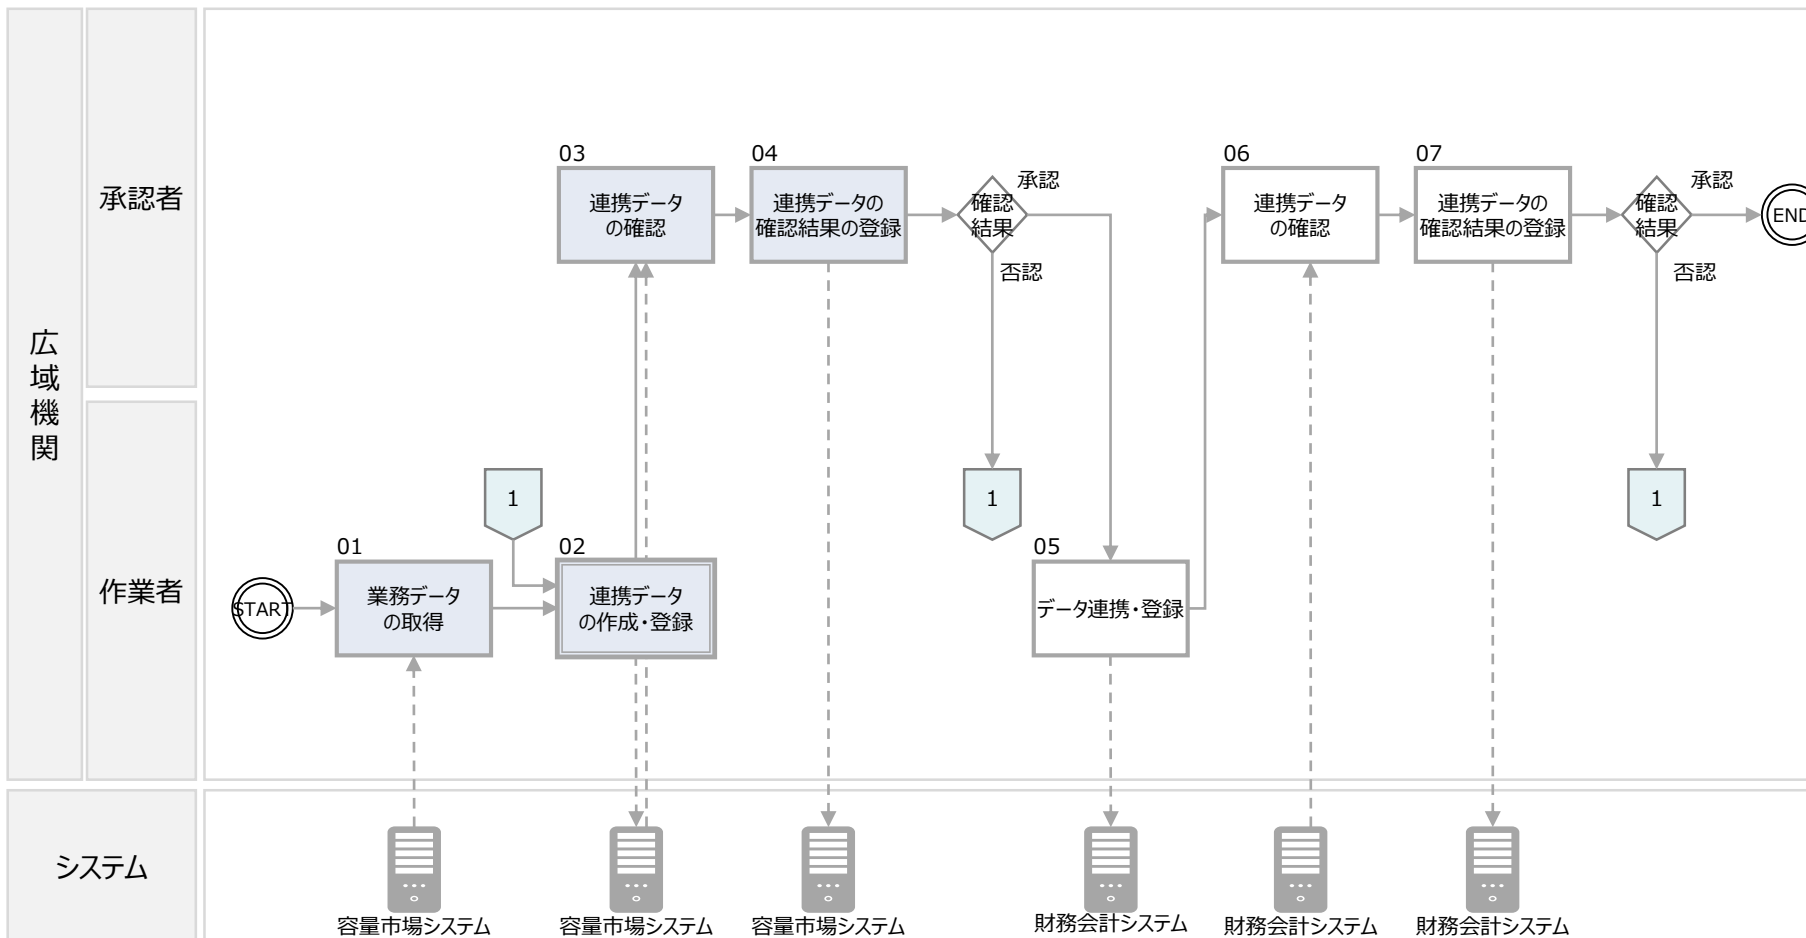 広域機関
承認者
03
連携データ
の確認
04
連携データの
確認結果の登録
確認
結果
承認
否認
06
連携データ
の確認
07
連携データの
確認結果の登録
確認
結果
承認
否認
END
作業者
START
01
業務データ
の取得
1
02
連携データ
の作成・登録
1
05
データ連携・登録
1
システム
容量市場システム
容量市場システム
容量市場システム
財務会計システム
財務会計システム
財務会計システム